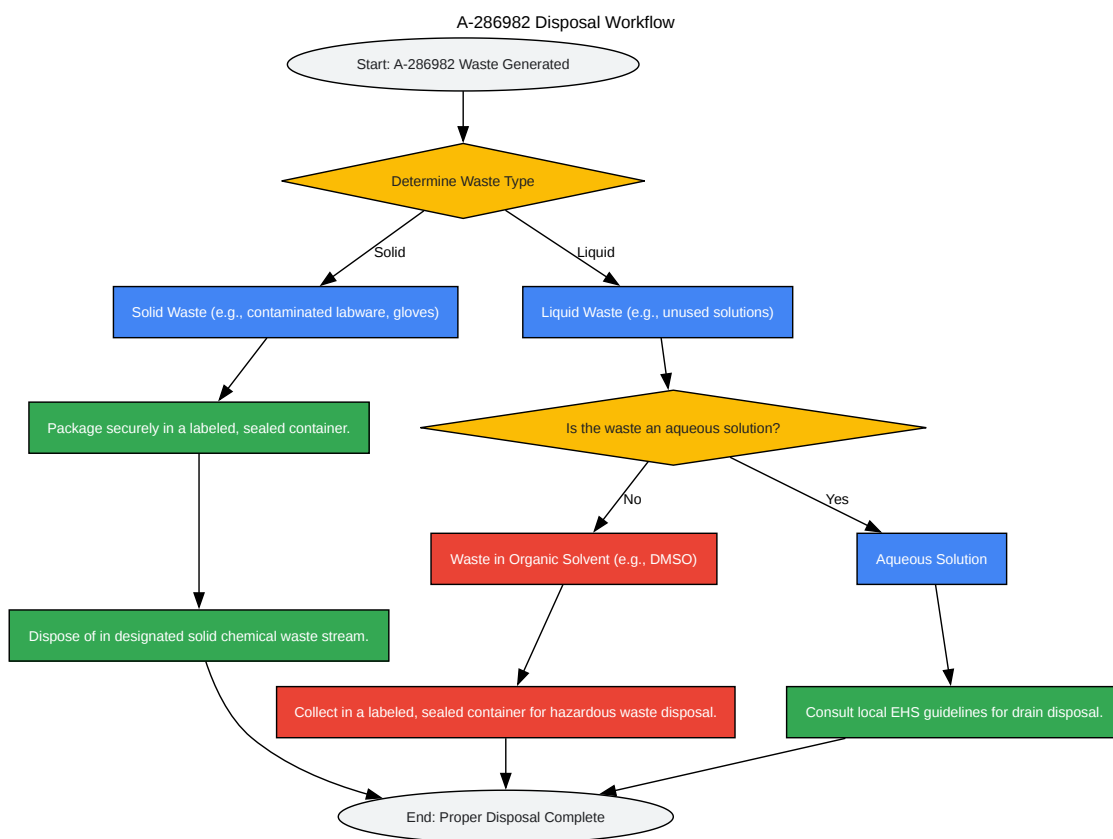 A-286982 Disposal Workflow
Start: A-286982 Waste Generated
Determine Waste Type
Solid
Liquid
Solid Waste (e.g., contaminated labware, gloves)
Liquid Waste (e.g., unused solutions)
Package securely in a labeled, sealed container.
Is the waste an aqueous solution?
No
Yes
Waste in Organic Solvent (e.g., DMSO)
Aqueous Solution
Dispose of in designated solid chemical waste stream.
Collect in a labeled, sealed container for hazardous waste disposal.
Consult local EHS guidelines for drain disposal.
End: Proper Disposal Complete